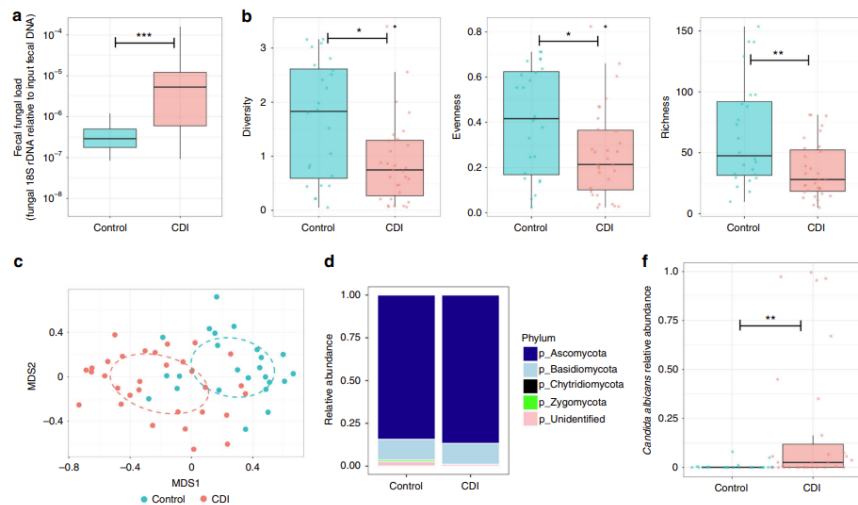 a
***
10⁻⁴
10⁻⁵
10⁻⁶
10⁻⁷
10⁻⁸
Fecal fungal load
(fungal 18S rDNA relative to input fecal DNA)
Control
CDI
b
*
3
2
1
0
Diversity
Control
CDI
*
0.8
0.6
0.4
0.2
0.0
Evenness
Control
CDI
**
150
100
50
0
Richness
Control
CDI
c
0.4
0
−0.4
MDS2
−0.8
−0.4
0
0.4
MDS1
Control
CDI
d
1.00
0.75
0.50
0.25
0.00
Relative abundance
Control
CDI
Phylum
p_Ascomycota
p_Basidiomycota
p_Chytridiomycota
p_Zygomycota
p_Unidentified
f
**
1.00
0.75
0.50
0.25
0
Candida albicians relative abundance
Control
CDI